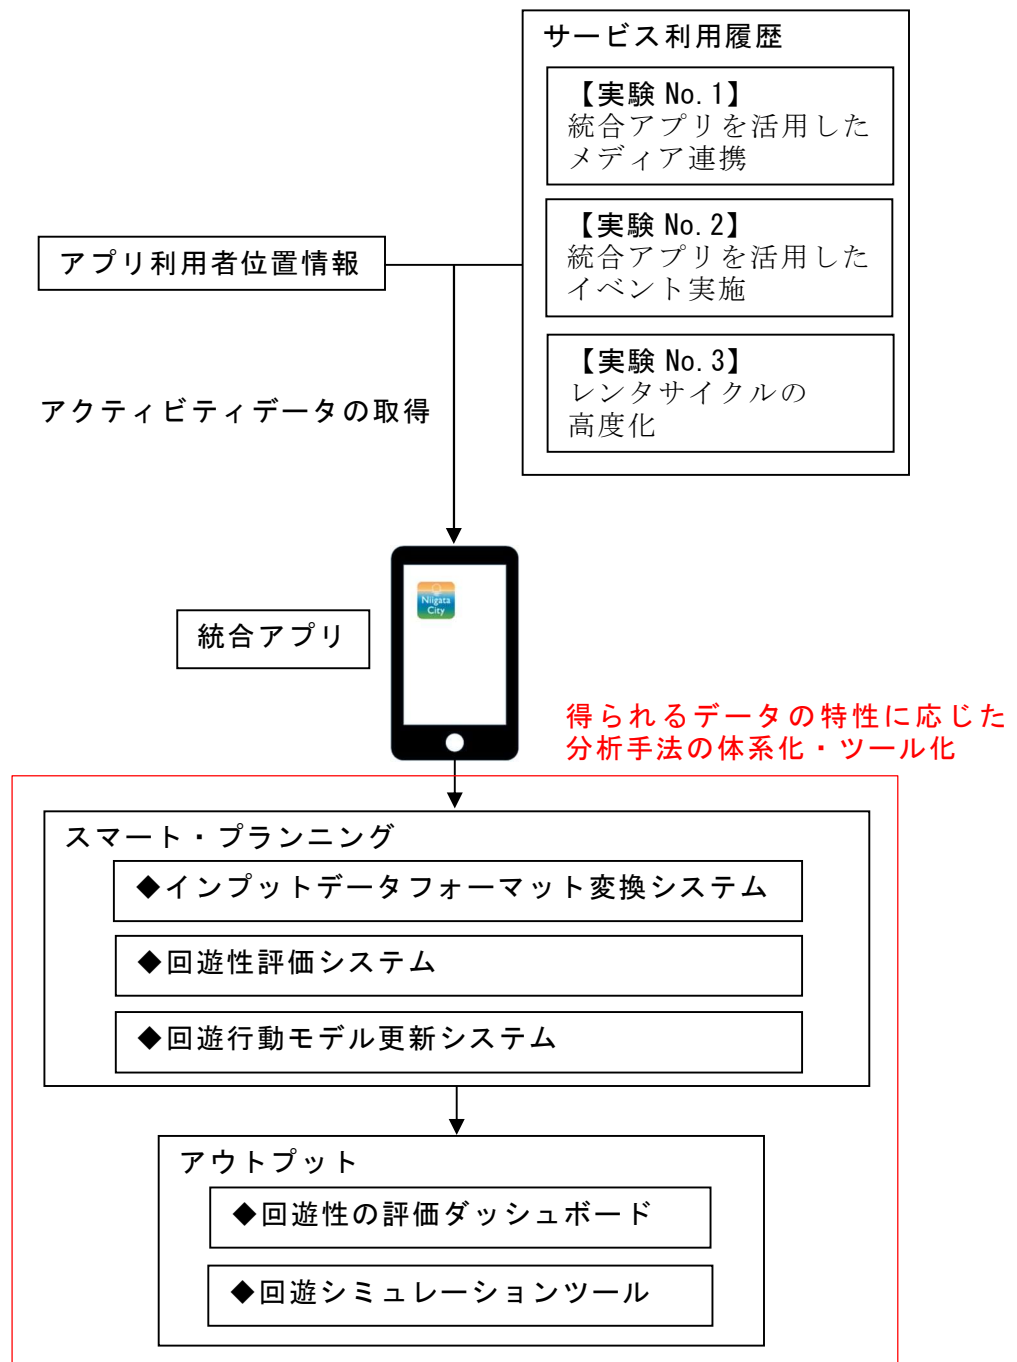 サービス利用履歴
【実験 No.1】
統合アプリを活用した
メディア連携
【実験 No.2】
統合アプリを活用した
イベント実施
【実験 No.3】
レンタサイクルの
高度化
アプリ利用者位置情報
アクティビティデータの取得
Niigata
City
統合アプリ
得られるデータの特性に応じた
分析手法の体系化・ツール化
スマート・プランニング
◆インプットデータフォーマット変換システム
◆回遊性評価システム
◆回遊行動モデル更新システム
アウトプット
◆回遊性の評価ダッシュボード
◆回遊シミュレーションツール